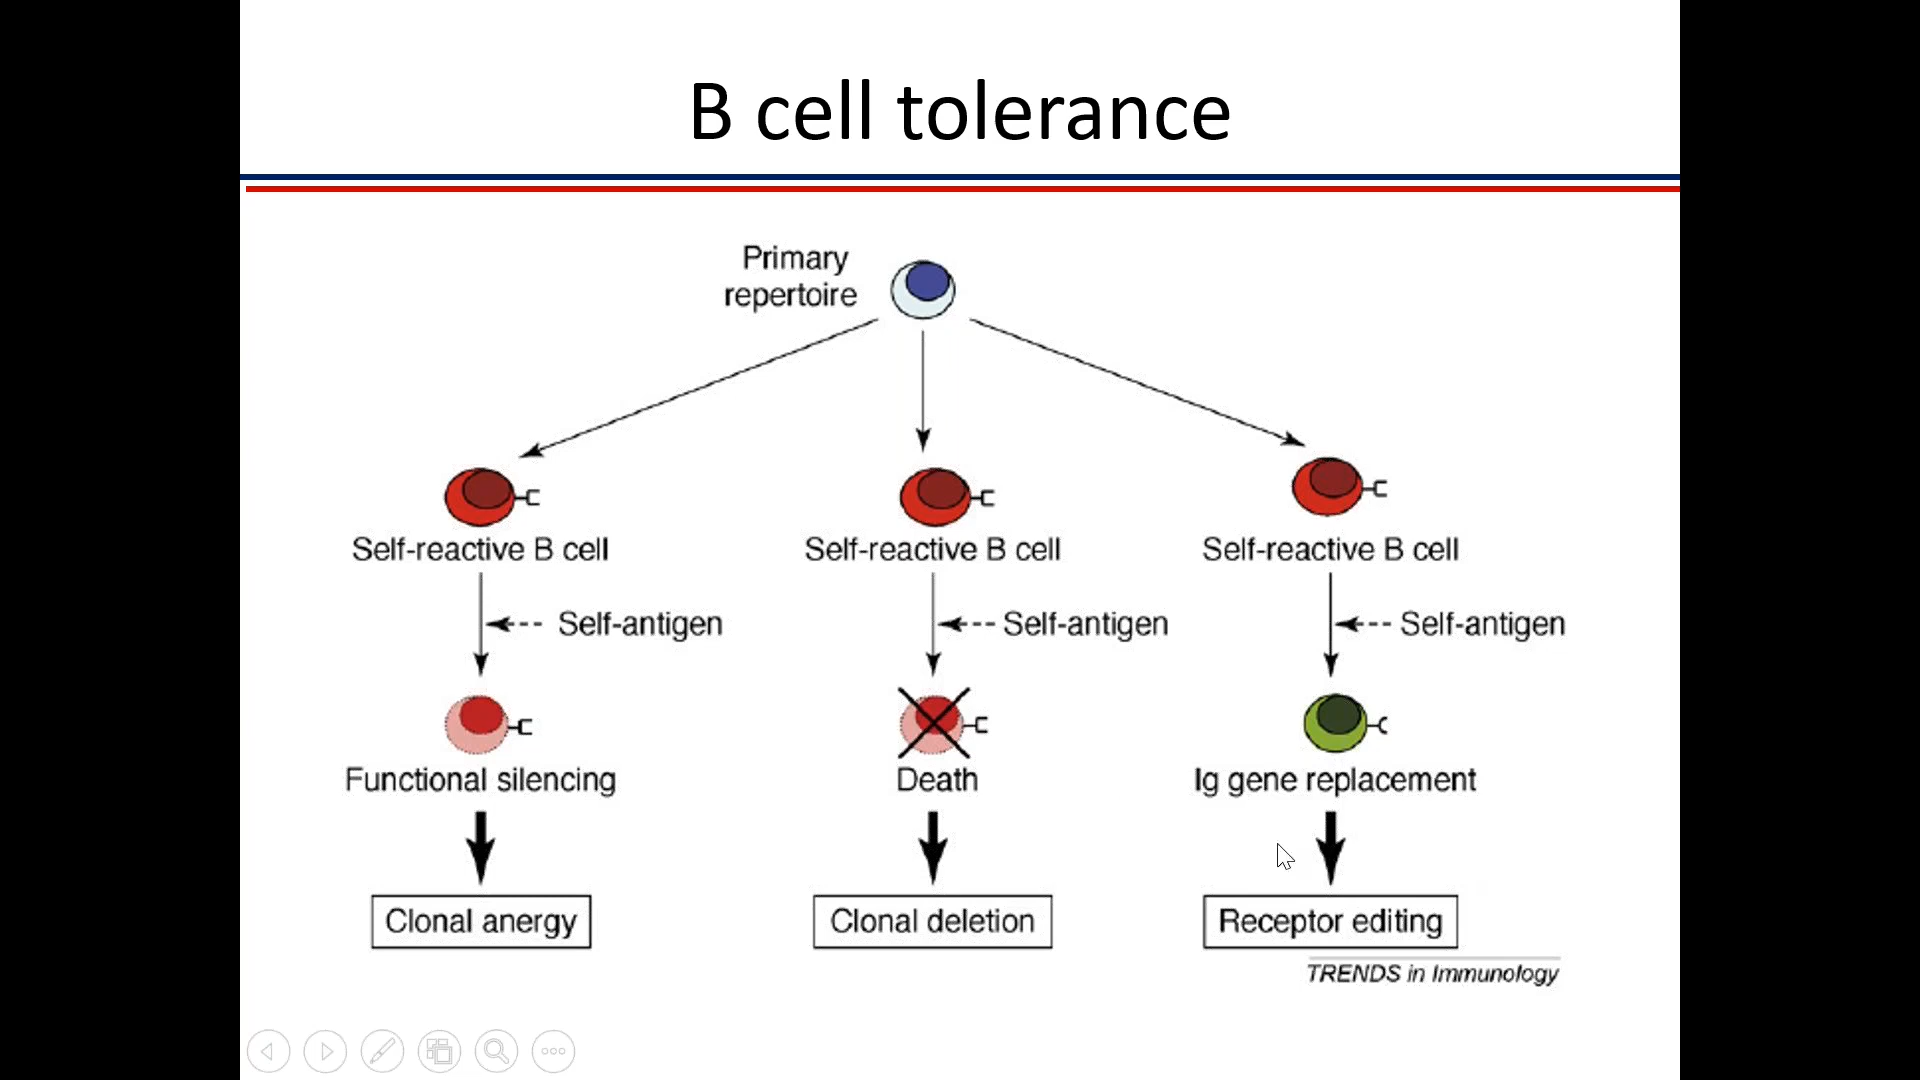 B cell tolerance
Primary
repertoire
Self-reactive B cell
Self-reactive B cell
Self-reactive B cell
Self-antigen
Self-antigen
Self-antigen
Functional silencing
Death
Ig gene replacement
Clonal anergy
Clonal deletion
Receptor editing
TRENDS in Immunology